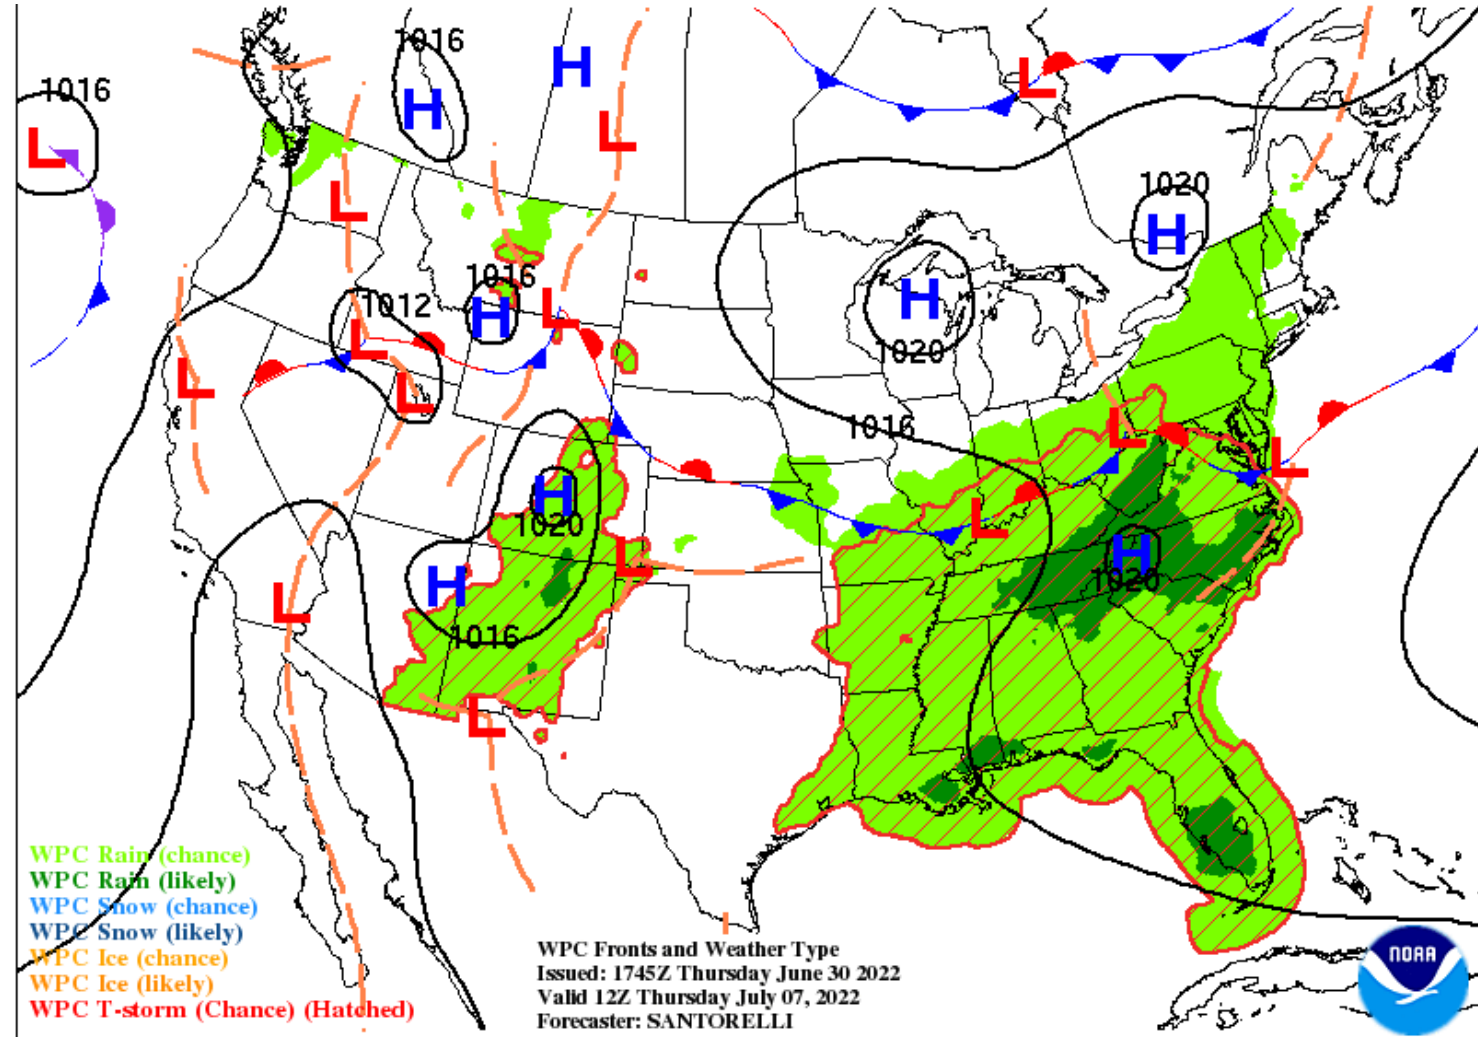 1016
H
1016
L
L
1016
H
L
L
1020
H
1020
H
1016
H
1012
L
L
L
L
1020
H
1016
L
L
H
1020
L
H
1020
H
1016
L
L
L
WPC Rain (chance)
WPC Rain (likely)
WPC Snow (chance)
WPC Snow (likely)
WPC Ice (chance)
WPC Ice (likely)
WPC T-storm (Chance) (Hatched)
WPC Fronts and Weather Type
Issued: 1745Z Thursday June 30 2022
Valid 12Z Thursday July 07, 2022
Forecaster: SANTORELLI
NOAA